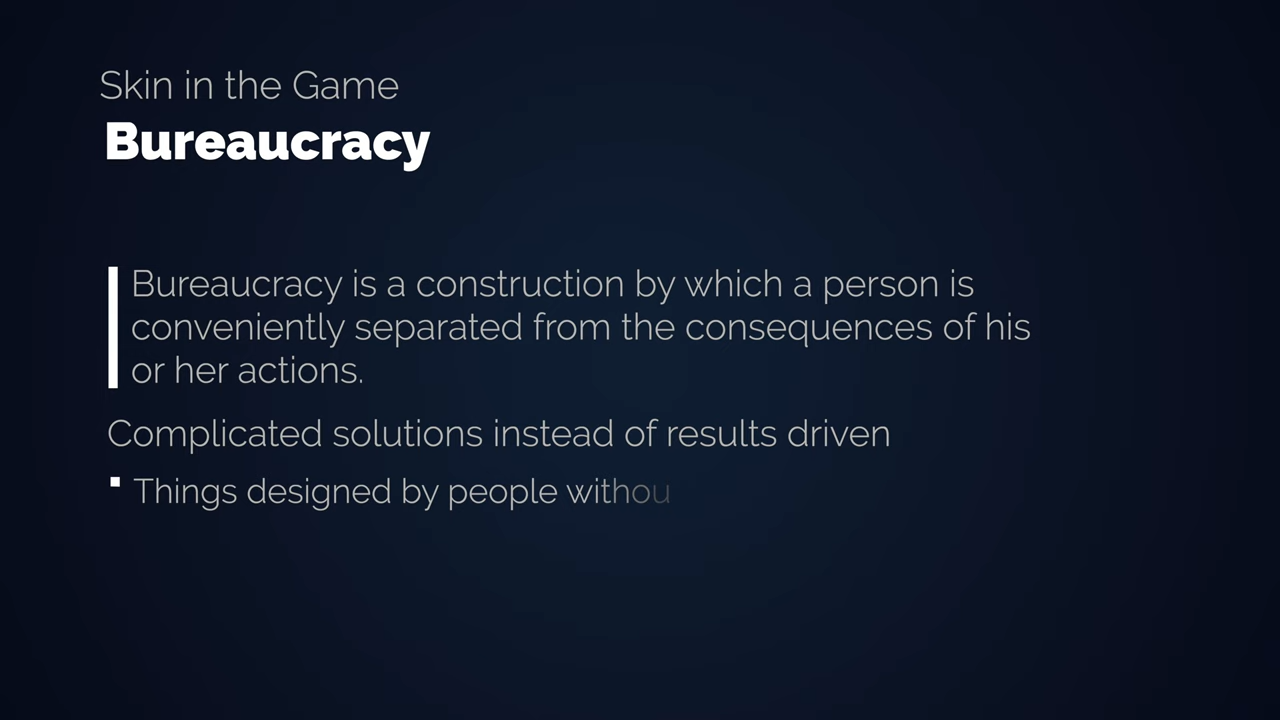 Skin in the Game
Bureaucracy
Bureaucracy is a construction by which a person is
conveniently separated from the consequences of his
or her actions.
Complicated solutions instead of results driven
Things designed by people withou